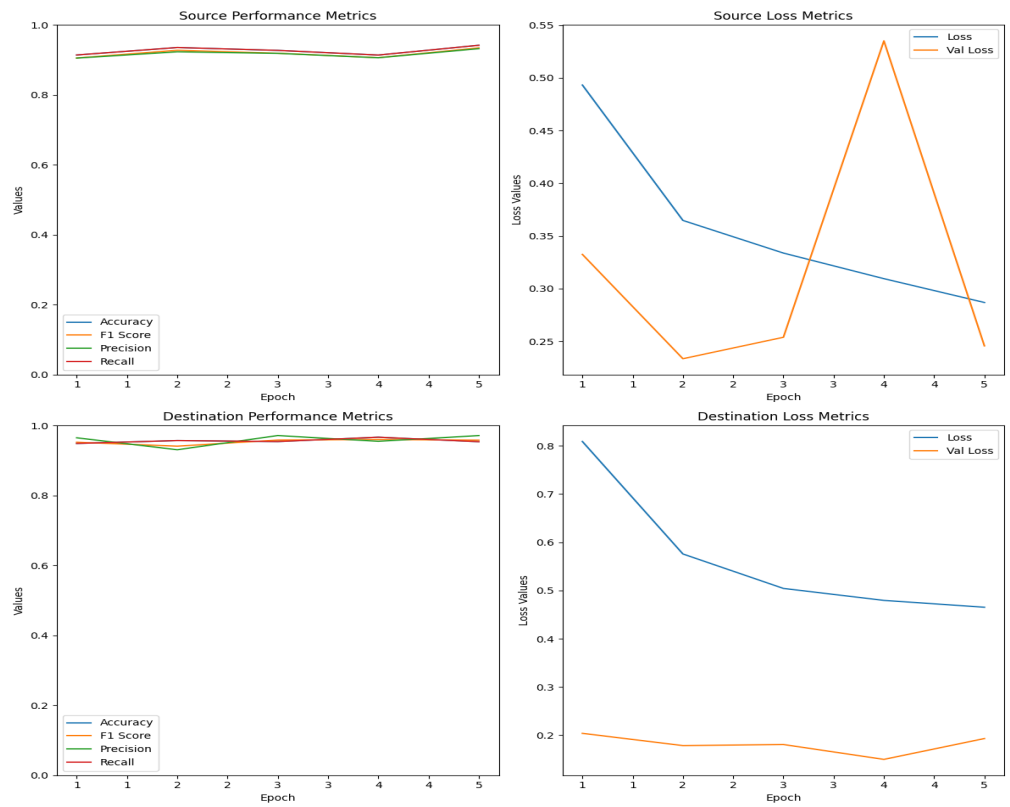 Source Performance Metrics
1.0
0.8
0.6
0.4
0.2
0.0
Values
Accuracy
F1 Score
Precision
Recall
1 1 2 2 3 3 4 4 5
Epoch
Source Loss Metrics
0.55
0.50
0.45
0.40
0.35
0.30
0.25
Loss Values
Loss
Val Loss
1 1 2 2 3 3 4 4 5
Epoch
Destination Performance Metrics
1.0
0.8
0.6
0.4
0.2
0.0
Values
Accuracy
F1 Score
Precision
Recall
1 1 2 2 3 3 4 4 5
Epoch
Destination Loss Metrics
0.8
0.7
0.6
0.5
0.4
0.3
0.2
Loss Values
Loss
Val Loss
1 1 2 2 3 3 4 4 5
Epoch